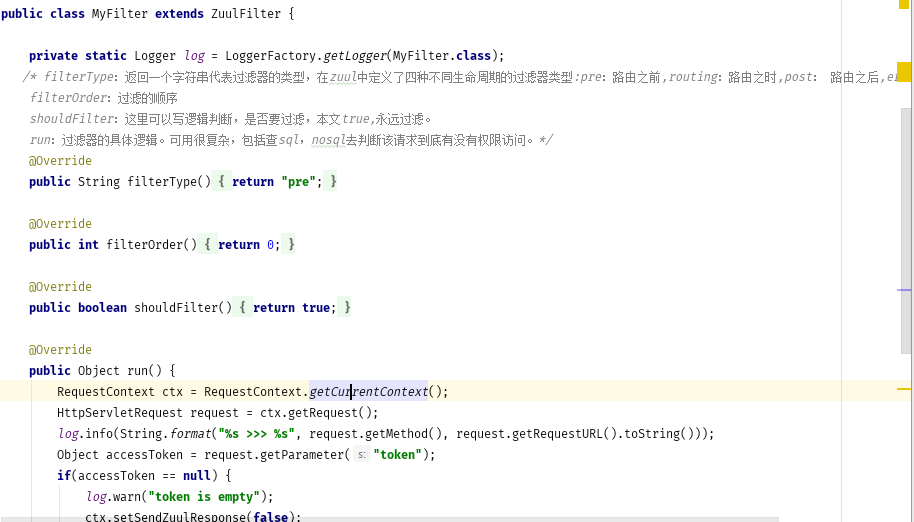 public class MyFilter extends ZuulFilter {
private static Logger log = LoggerFactory.getLogger(MyFilter.class);
/* filterType：返回一个字符串代表过滤器的类型，在zuul中定义了四种不同生命周期的过滤器类型:pre：路由之前,routing：路由之时,post： 路由之后,er
filterOrder：过滤的顺序
shouldFilter：这里可以写逻辑判断，是否要过滤，本文true,永远过滤。
run：过滤器的具体逻辑。可用很复杂，包括查sql，nosql去判断该请求到底有没有权限访问。*/
@Override
public String filterType() { return "pre"; }
@Override
public int filterOrder() { return 0; }
@Override
public boolean shouldFilter() { return true; }
@Override
public Object run() {
RequestContext ctx = RequestContext.getCurrentContext();
HttpServletRequest request = ctx.getRequest();
log.info(String.format("%s >>> %s", request.getMethod(), request.getRequestURL().toString()));
Object accessToken = request.getParameter( s: "token");
if(accessToken == null) {
log.warn("token is empty");
ctx.setSendZuulResponse(false);